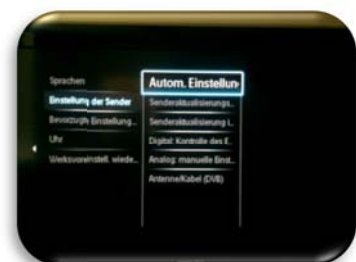 Sprachen
Einstellung der Sender
Bevorzugte Einstellung...
Uhr
Werksvoreinstell. wiede...
Autom. Einstellun
Senderaktualisierungs...
Senderaktualisierung i...
Digital: Kontrolle des E...
Analog: manuelle Einst...
Antenne/Kabel (DVB)